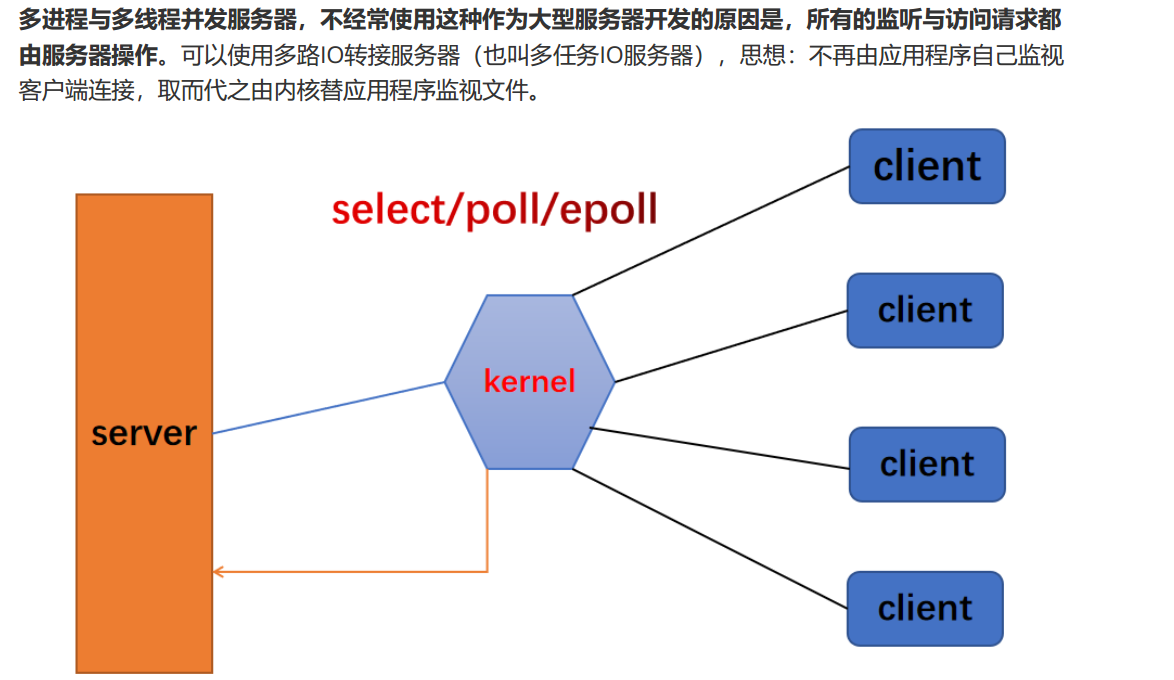 多进程与多线程并发服务器，不经常使用这种作为大型服务器开发的原因是，所有的监听与访问请求都
由服务器操作。可以使用多路IO转接服务器（也叫多任务IO服务器），思想：不再由应用程序自己监视
客户端连接，取而代之由内核替应用程序监视文件。
client
select/poll/epoll
client
kernel
server
client
client